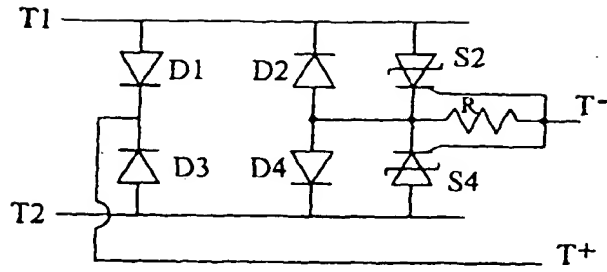 T1
D1 D2 S2
R T-
D3 D4 S4
T2
T+